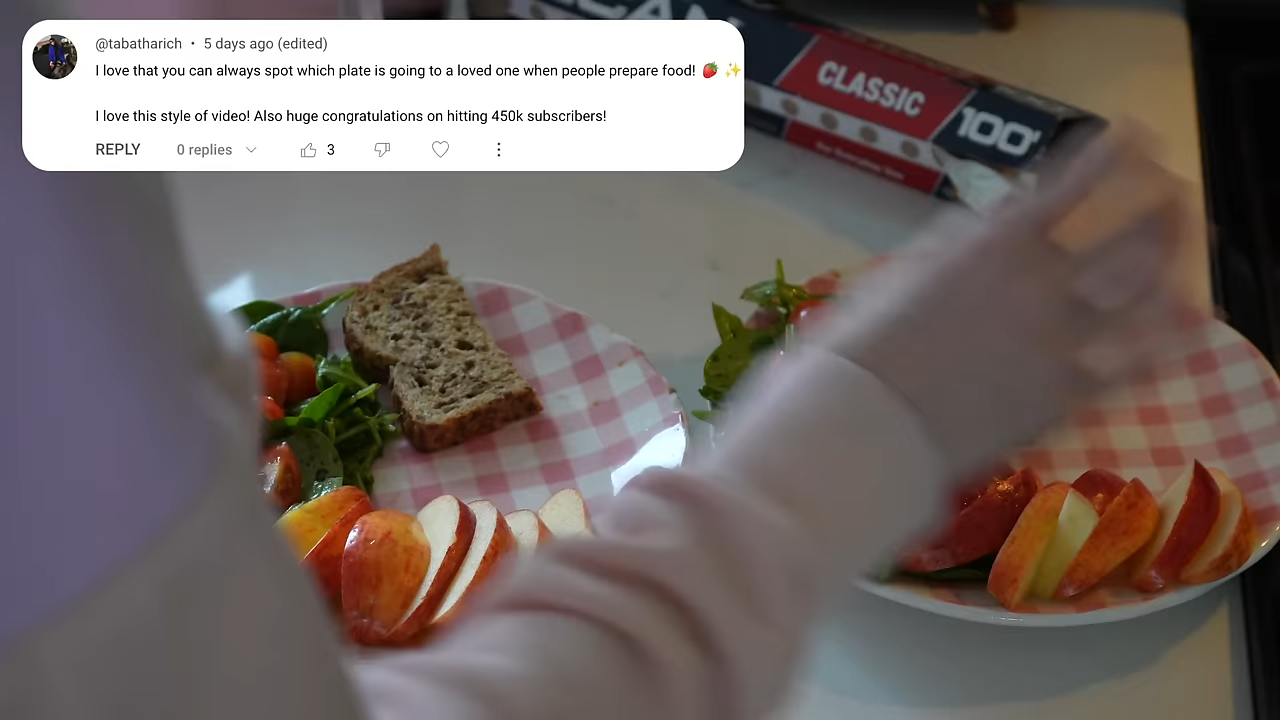 @tabatharich • 5 days ago (edited)
I love that you can always spot which plate is going to a loved one when people prepare food! 🍓 ✨
I love this style of video! Also huge congratulations on hitting 450k subscribers!
REPLY 0 replies 3
CLASSIC
100'